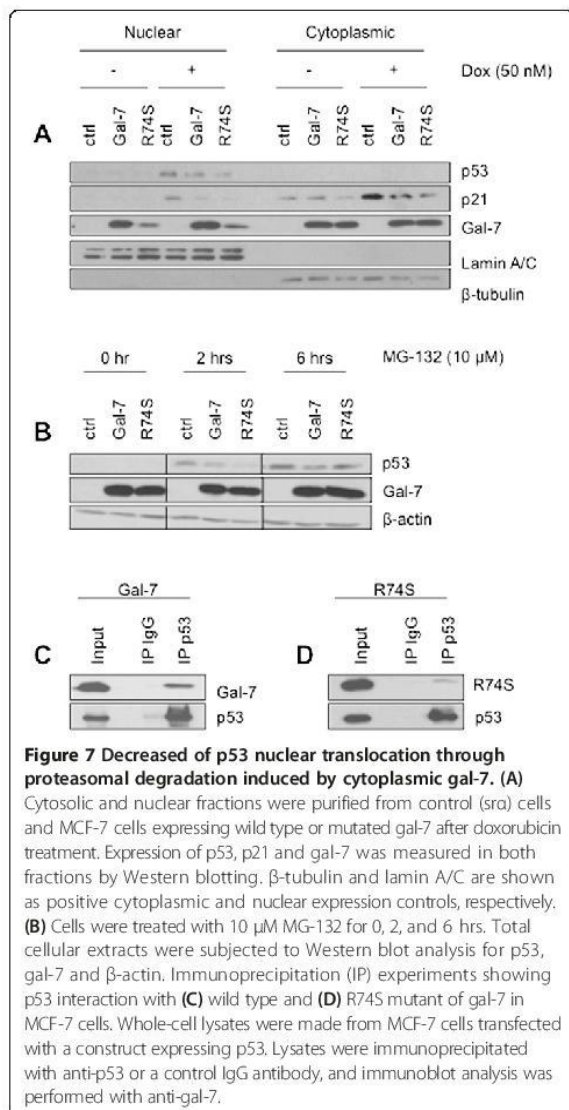 Nuclear Cytoplasmic
- + - + Dox (50 nM)
ctrl Gal-7 R74S ctrl Gal-7 R74S ctrl Gal-7 R74S ctrl Gal-7 R74S
A
p53
p21
Gal-7
Lamin A/C
β-tubulin
0 hr 2 hrs 6 hrs MG-132 (10 µM)
ctrl Gal-7 R74S ctrl Gal-7 R74S ctrl Gal-7 R74S
B
p53
Gal-7
β-actin
Gal-7 R74S
Input IP IgG IP p53 Input IP IgG IP p53
C D
Gal-7 R74S
p53 p53
Figure 7 Decreased of p53 nuclear translocation through
proteasomal degradation induced by cytoplasmic gal-7. (A)
Cytosolic and nuclear fractions were purified from control (srα) cells
and MCF-7 cells expressing wild type or mutated gal-7 after doxorubicin
treatment. Expression of p53, p21 and gal-7 was measured in both
fractions by Western blotting. β-tubulin and lamin A/C are shown
as positive cytoplasmic and nuclear expression controls, respectively.
(B) Cells were treated with 10 µM MG-132 for 0, 2, and 6 hrs. Total
cellular extracts were subjected to Western blot analysis for p53,
gal-7 and β-actin. Immunoprecipitation (IP) experiments showing
p53 interaction with (C) wild type and (D) R74S mutant of gal-7 in
MCF-7 cells. Whole-cell lysates were made from MCF-7 cells transfected
with a construct expressing p53. Lysates were immunoprecipitated
with anti-p53 or a control IgG antibody, and immunoblot analysis was
performed with anti-gal-7.